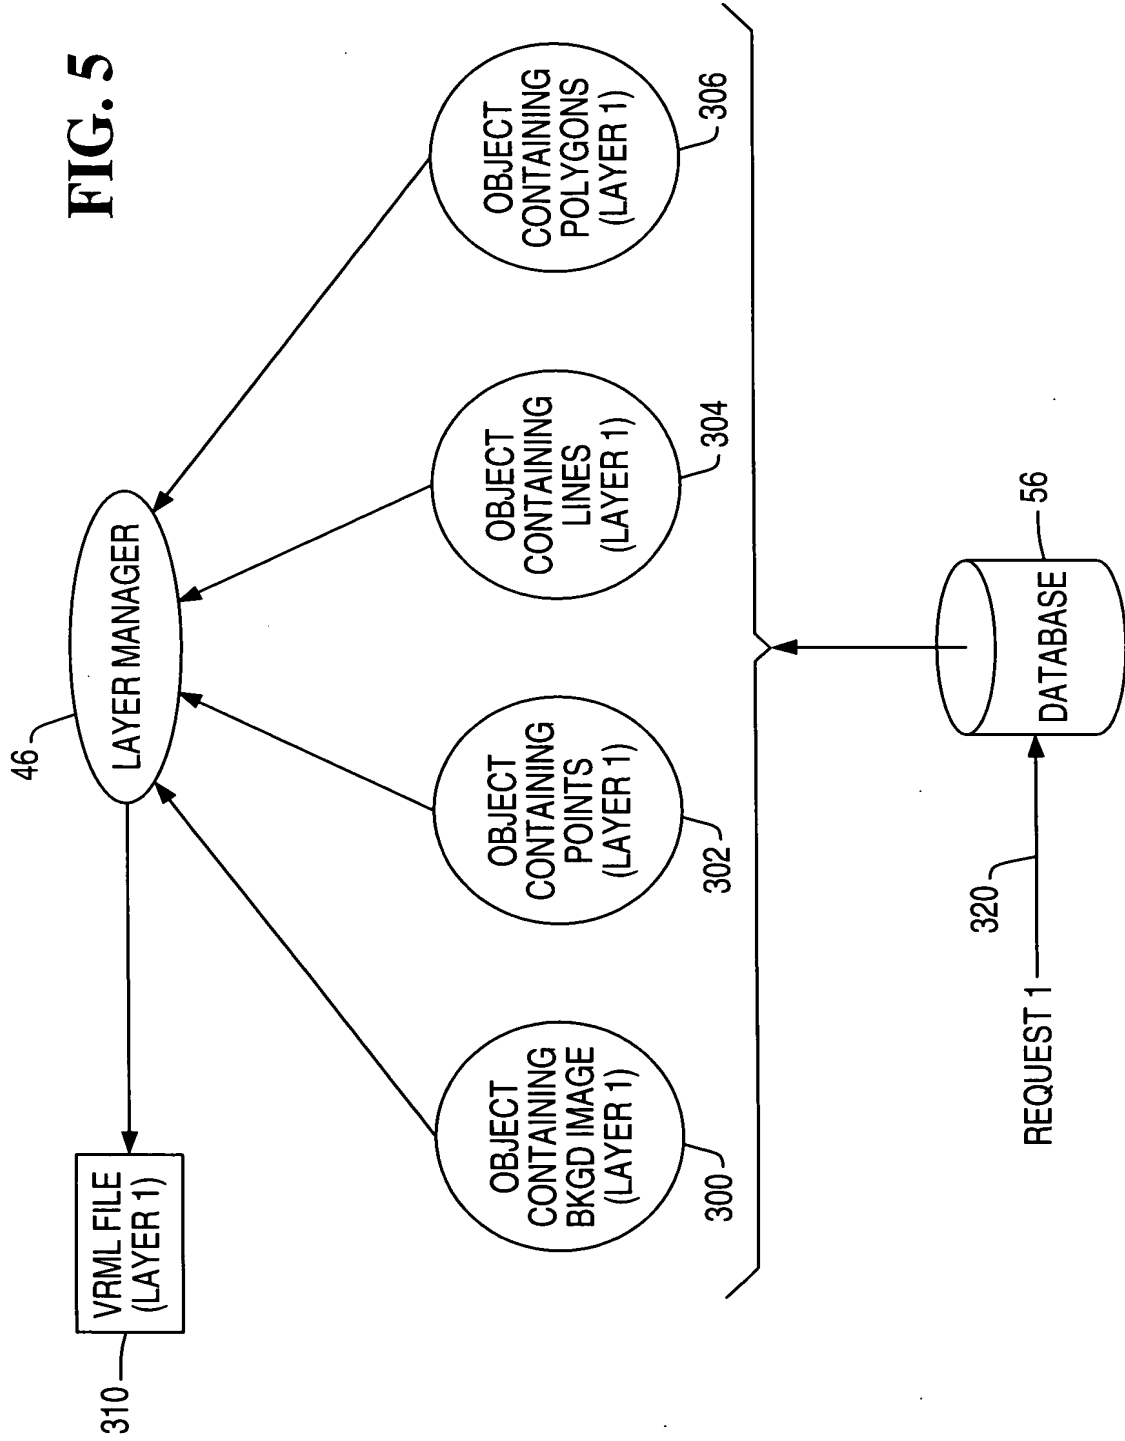 FIG. 5
46
LAYER MANAGER
310
VRML FILE
(LAYER 1)
OBJECT
CONTAINING
BKGD IMAGE
(LAYER 1)
300
OBJECT
CONTAINING
POINTS
(LAYER 1)
302
OBJECT
CONTAINING
LINES
(LAYER 1)
304
OBJECT
CONTAINING
POLYGONS
(LAYER 1)
306
REQUEST 1
320
DATABASE
56